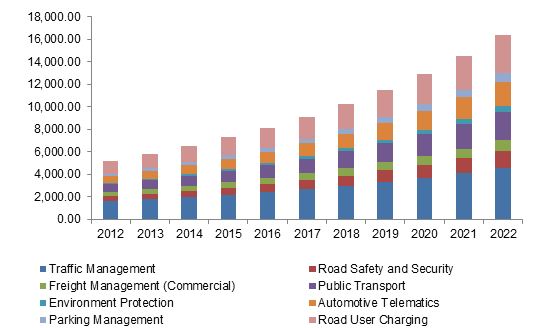 18,000.00
16,000.00
14,000.00
12,000.00
10,000.00
8,000.00
6,000.00
4,000.00
2,000.00
0.00
2012 2013 2014 2015 2016 2017 2018 2019 2020 2021 2022
Traffic Management Road Safety and Security
Freight Management (Commercial) Public Transport
Environment Protection Automotive Telematics
Parking Management Road User Charging